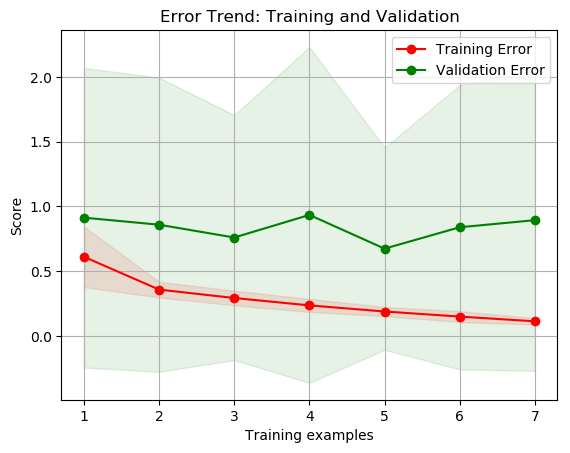 Error Trend: Training and Validation
Training Error
Validation Error
2.0
1.5
1.0
0.5
0.0
Score
1 2 3 4 5 6 7
Training examples